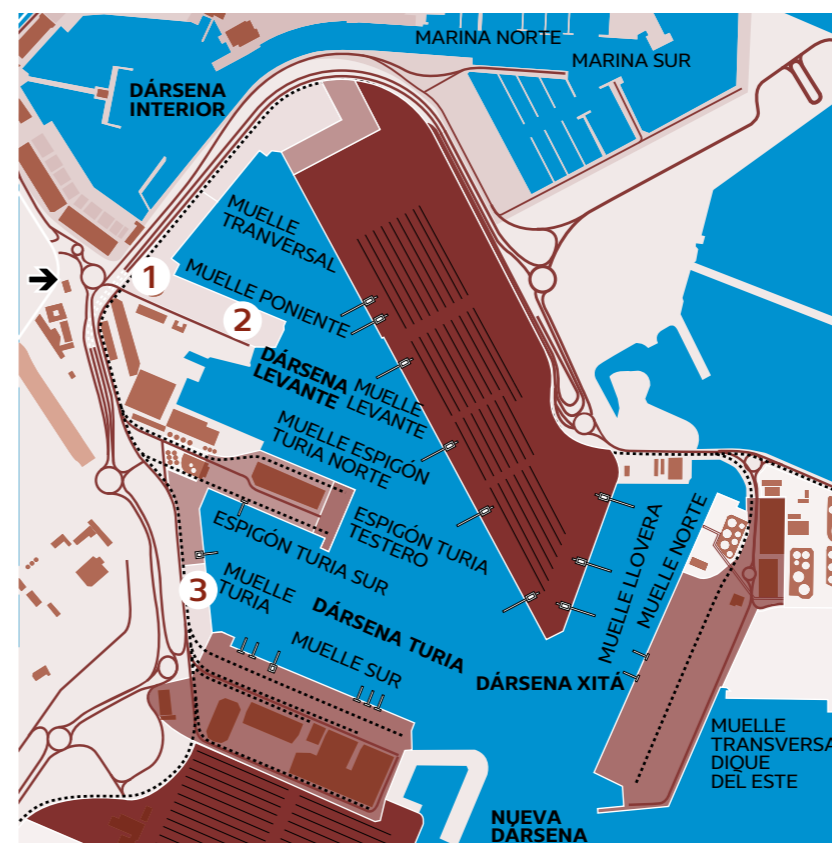 MARINA NORTE
MARINA SUR
DÁRSENA
INTERIOR
MUELLE
TRANVERSAL
1
MUELLE PONIENTE
2
DÁRSENA
LEVANTE
MUELLE
LEVANTE
MUELLE ESPIGÓN
TURIA NORTE
ESPIGÓN TURIA
TESTERO
ESPIGÓN TURIA SUR
MUELLE LLOVERA
MUELLE NORTE
3
MUELLE
TURIA
DÁRSENA TURIA
MUELLE SUR
DÁRSENA XITÁ
MUELLE
TRANSVERSA
DIQUE
DEL ESTE
NUEVA
DÁRSENA